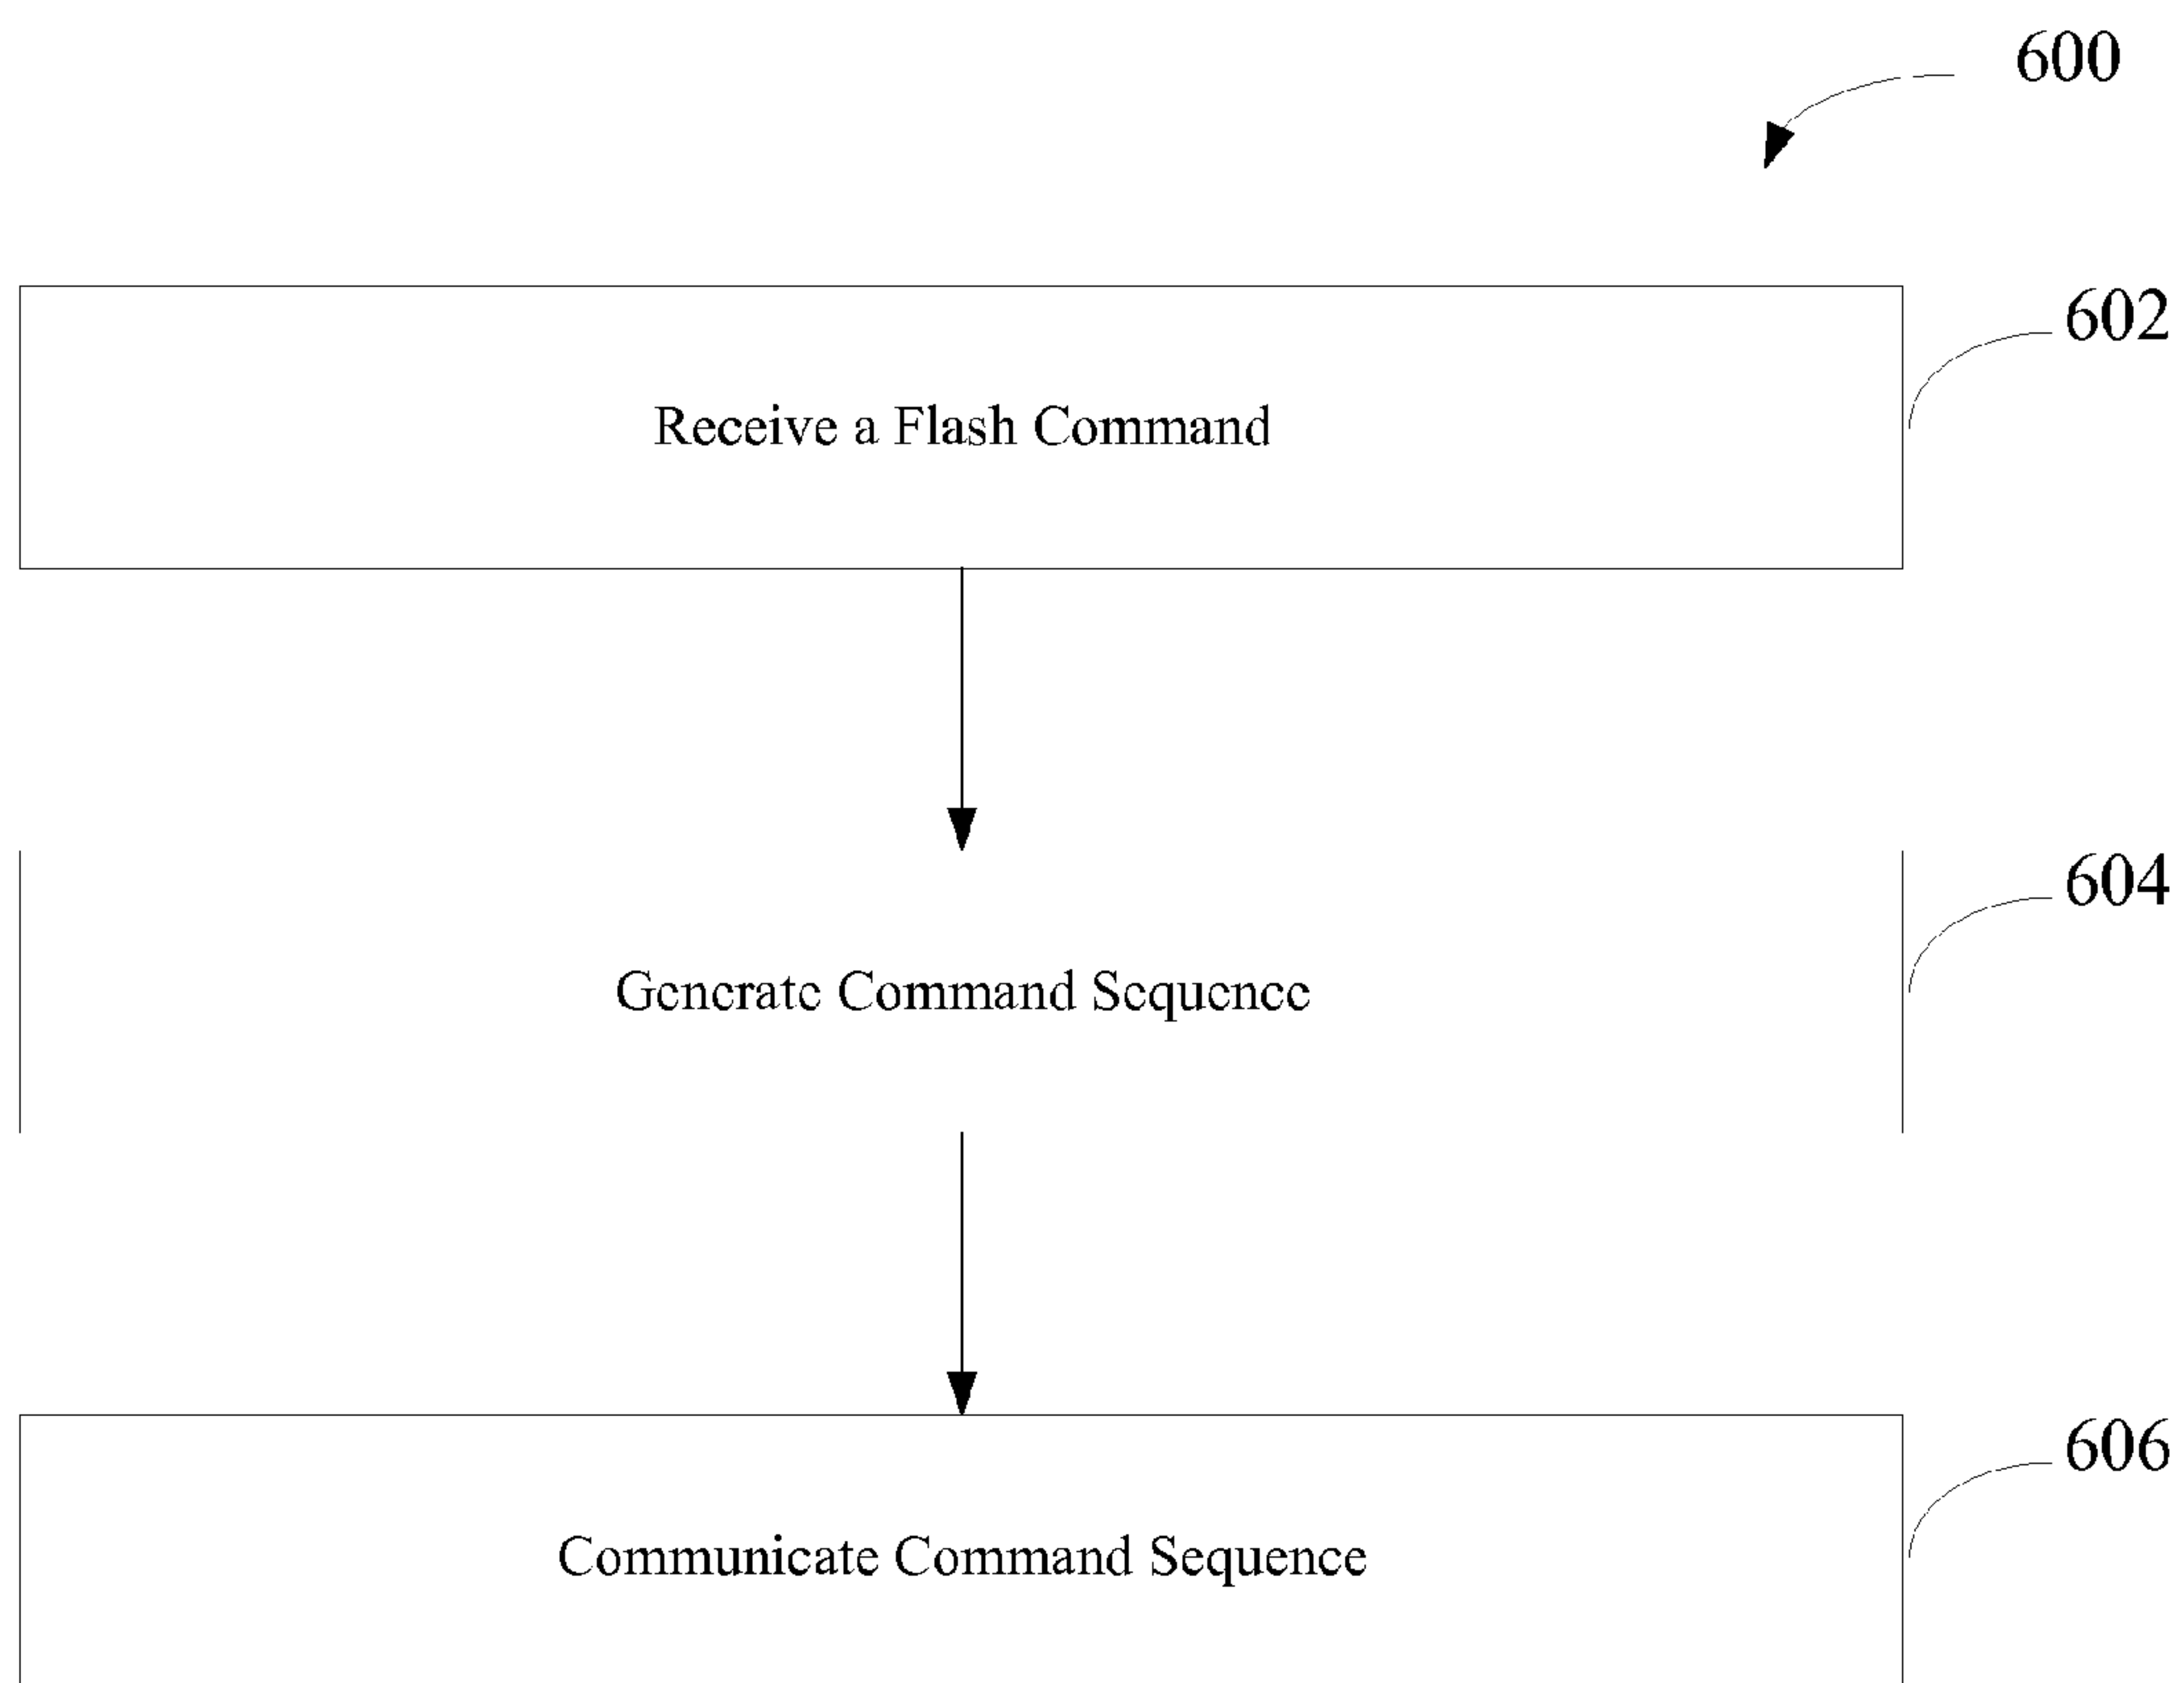 600
602
Receive a Flash Command
604
Generate Command Sequence
606
Communicate Command Sequence